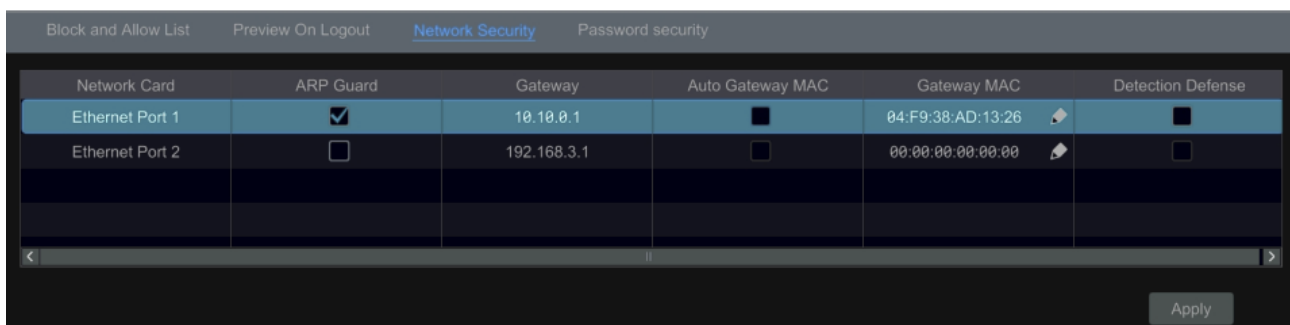 Block and Allow List Preview On Logout Network Security Password security
Network Card ARP Guard Gateway Auto Gateway MAC Gateway MAC Detection Defense
Ethernet Port 1 10.10.0.1 04:F9:38:AD:13:26
Ethernet Port 2 192.168.3.1 00:00:00:00:00:00
Apply